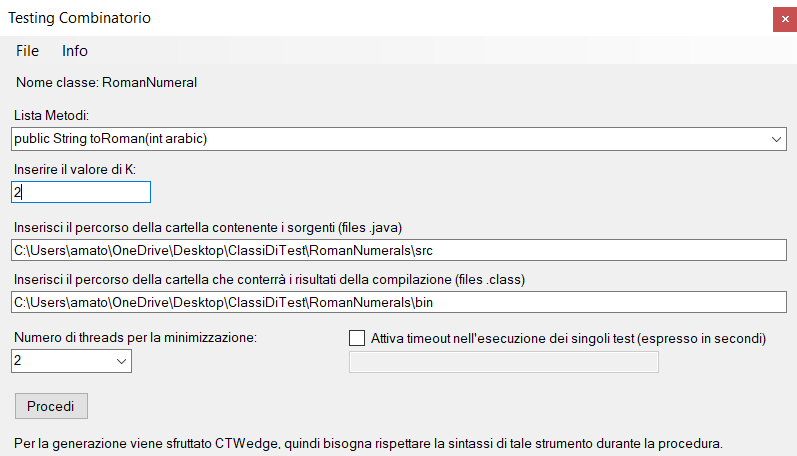 Testing Combinatorio
File Info
Nome classe: RomanNumeral
Lista Metodi:
public String toRoman(int arabic)
Inserire il valore di K:
2
Inserisci il percorso della cartella contenente i sorgenti (files .java)
C:\Users\amato\OneDrive\Desktop\ClassiDiTest\RomanNumerals\src
Inserisci il percorso della cartella che conterrà i risultati della compilazione (files .class)
C:\Users\amato\OneDrive\Desktop\ClassiDiTest\RomanNumerals\bin
Numero di threads per la minimizzazione:
2
Attiva timeout nell'esecuzione dei singoli test (espresso in secondi)
Procedi
Per la generazione viene sfruttato CTWedge, quindi bisogna rispettare la sintassi di tale strumento durante la procedura.